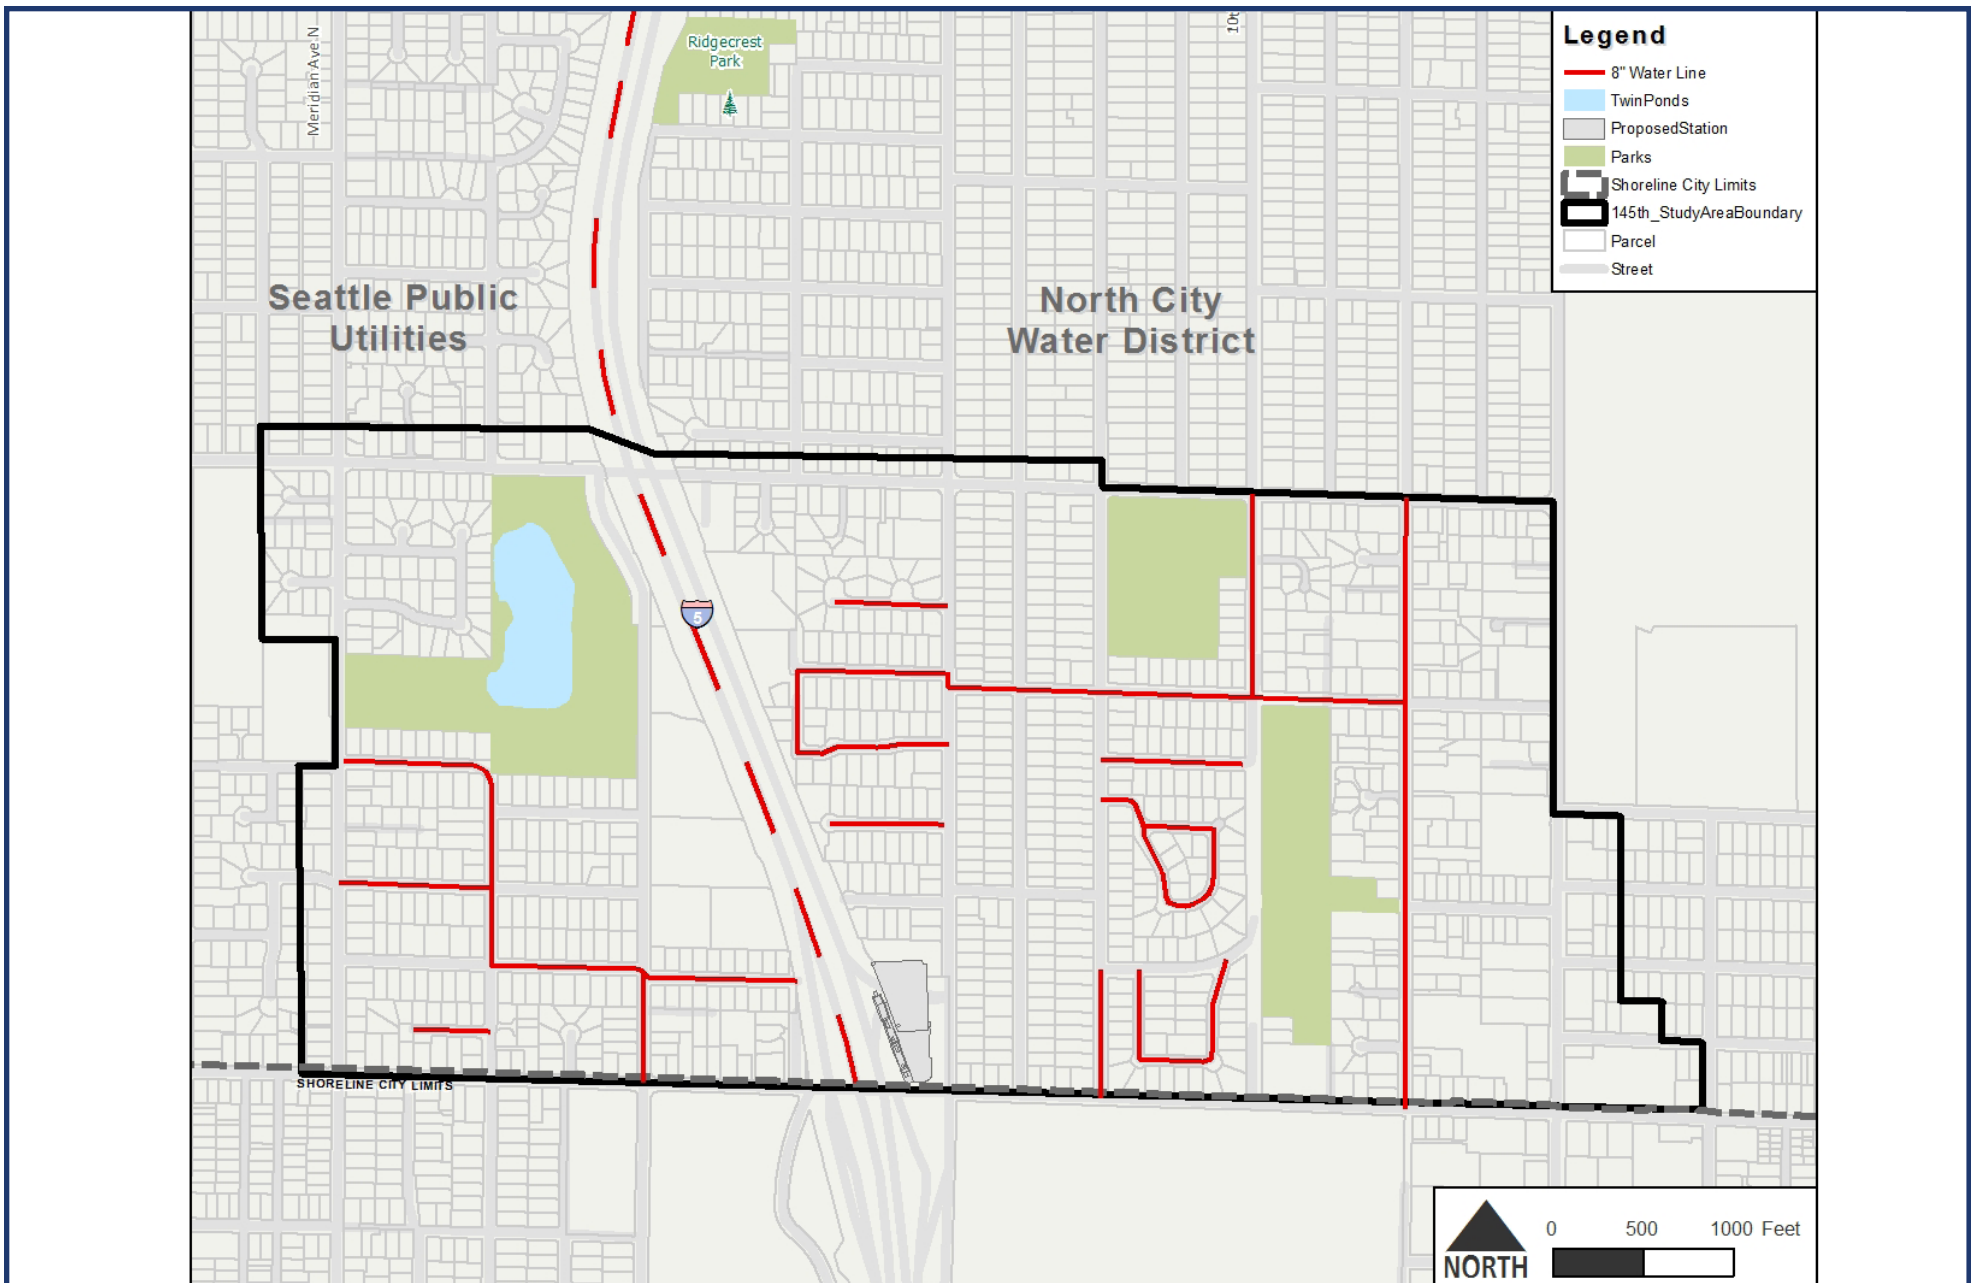 Meridian Ave N
Ridgecrest
Park
Legend
8" Water Line
TwinPonds
ProposedStation
Parks
Shoreline City Limits
145th_StudyAreaBoundary
Parcel
Street
Seattle Public
Utilities
North City
Water District
5
SHORELINE CITY LIMITS
NORTH
0 500 1000 Feet